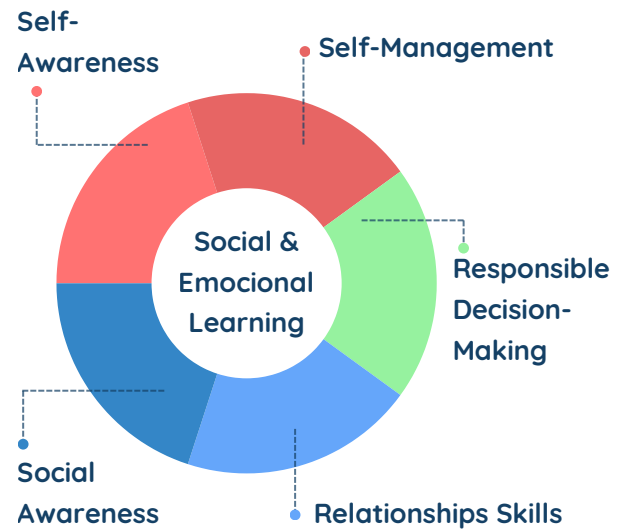 Self-
Awareness
Self-Management
Social &
Emocional
Learning
Responsible
Decision-
Making
Social
Awareness
Relationships Skills